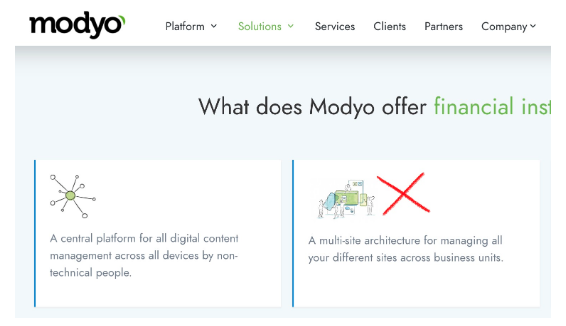 modyo
Platform Solutions Services Clients Partners Company
What does Modyo offer financial
A central platform for all digital content
management across all devices by non-
technical people.
A multi-site architecture for managing all
your different sites across business units.